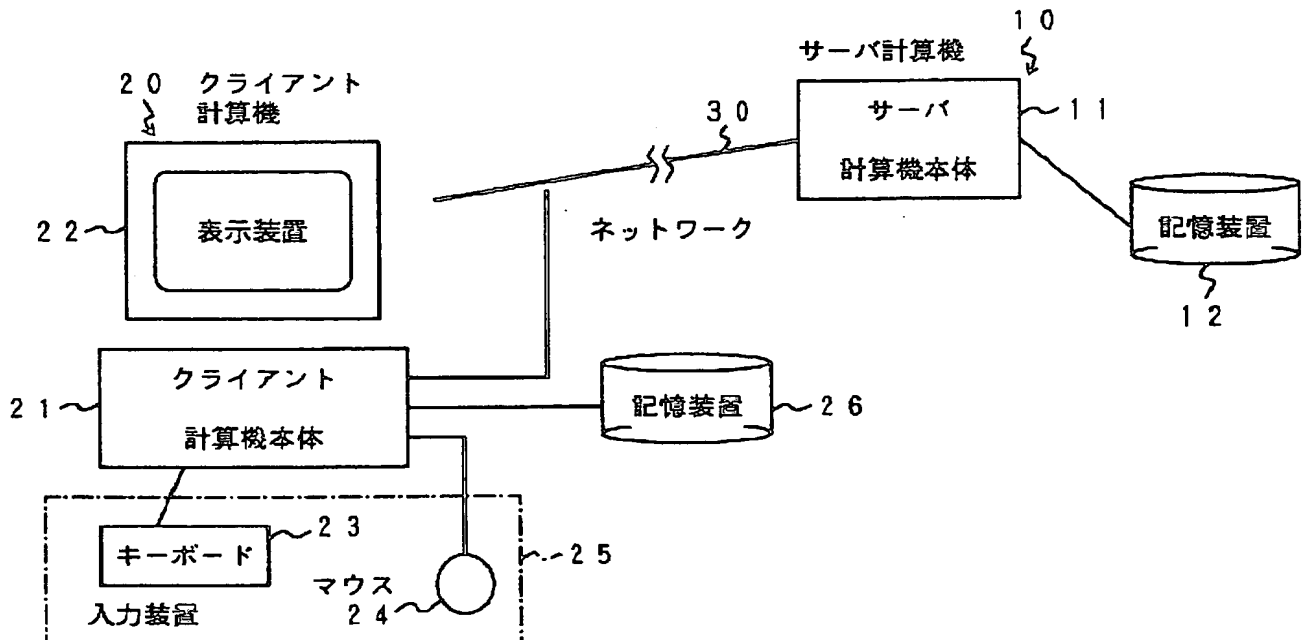 １０
サーバ計算機
２０ クライアント
計算機
３０
サーバ
計算機本体
１１
２２
表示装置
ネットワーク
記憶装置
１２
クライアント
計算機本体
２１
記憶装置
２６
キーボード
２３
２５
マウス
２４
入力装置